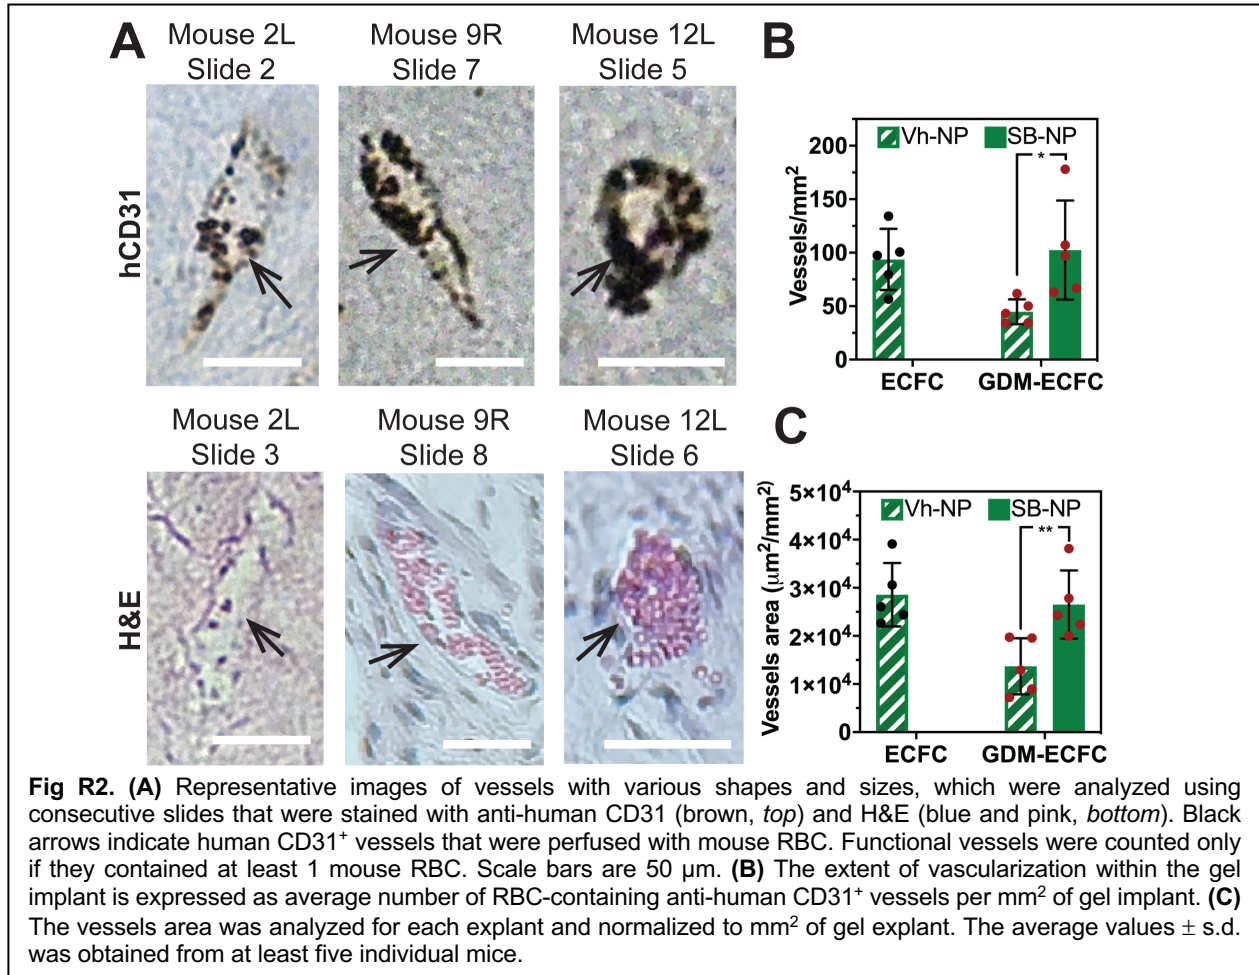 A
Mouse 2L
Slide 2
Mouse 9R
Slide 7
Mouse 12L
Slide 5
hCD31
Mouse 2L
Slide 3
Mouse 9R
Slide 8
Mouse 12L
Slide 6
H&E
B
Vh-NP SB-NP
*
Vessels/mm²
200
150
100
50
0
ECFC GDM-ECFC
C
Vh-NP SB-NP
**
Vessels area (μm²/mm²)
5×10⁴
4×10⁴
3×10⁴
2×10⁴
1×10⁴
0
ECFC GDM-ECFC
Fig R2. (A) Representative images of vessels with various shapes and sizes, which were analyzed using
consecutive slides that were stained with anti-human CD31 (brown, top) and H&E (blue and pink, bottom). Black
arrows indicate human CD31⁺ vessels that were perfused with mouse RBC. Functional vessels were counted only
if they contained at least 1 mouse RBC. Scale bars are 50 μm. (B) The extent of vascularization within the gel
implant is expressed as average number of RBC-containing anti-human CD31⁺ vessels per mm² of gel implant. (C)
The vessels area was analyzed for each explant and normalized to mm² of gel explant. The average values ± s.d.
was obtained from at least five individual mice.